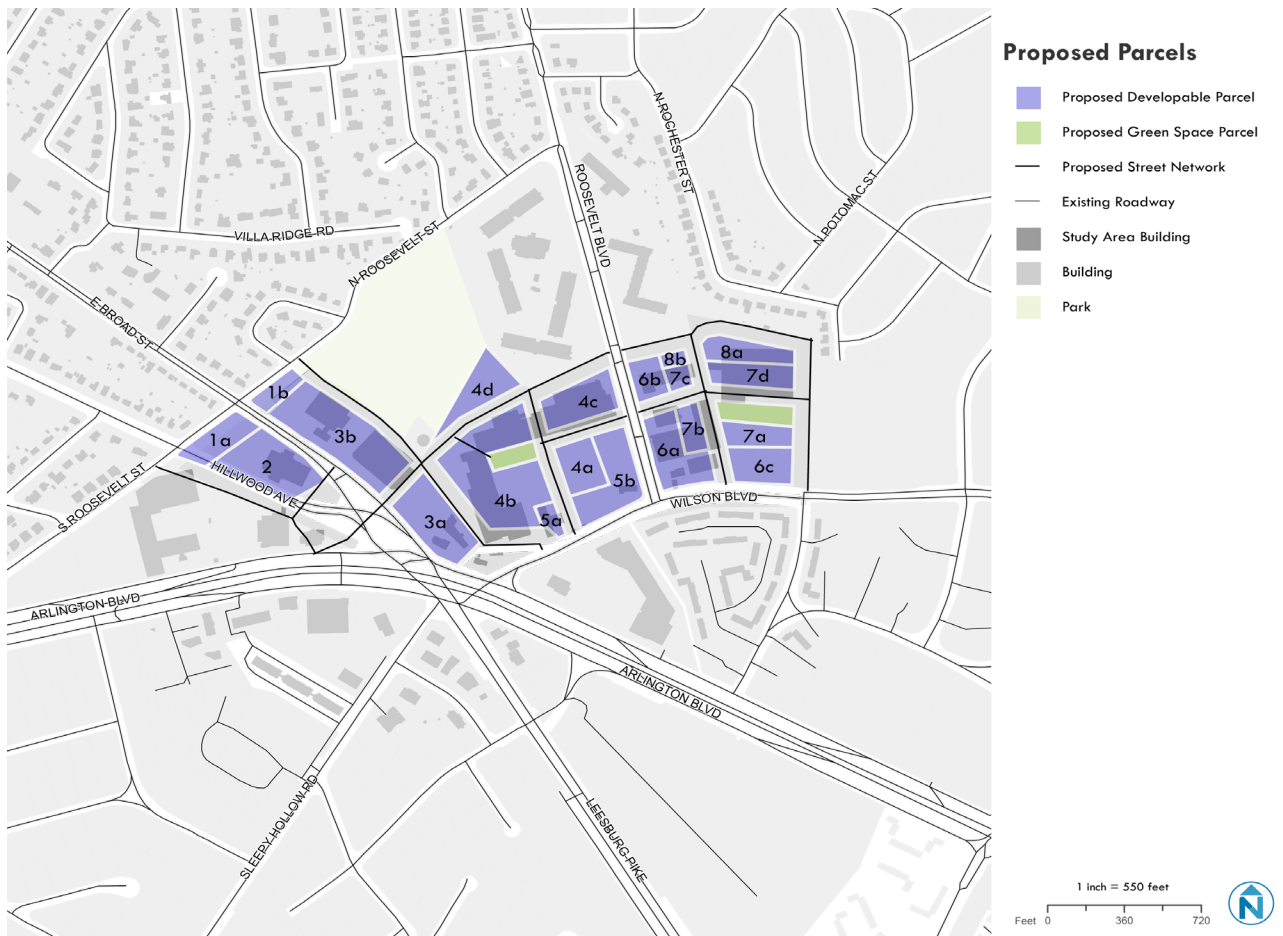 Proposed Parcels
Proposed Developable Parcel
Proposed Green Space Parcel
Proposed Street Network
Existing Roadway
Study Area Building
Building
Park
N ROCHESTER ST
ROOSEVELT BLVD
N POTOMAC ST
VILLA RIDGE RD
N ROOSEVELT ST
E BROAD ST
8b
8a
6b
7c
7d
4d
1b
4c
1a
3b
7b
7a
2
6a
4a
5b
6c
HILLWOOD AVE
S ROOSEVELT ST
4b
WILSON BLVD
3a
5a
ARLINGTON BLVD
ARLINGTON BLVD
SLEEPY HOLLOW RD
LEESBURG PIKE
1 inch = 550 feet
Feet 0 360 720
N